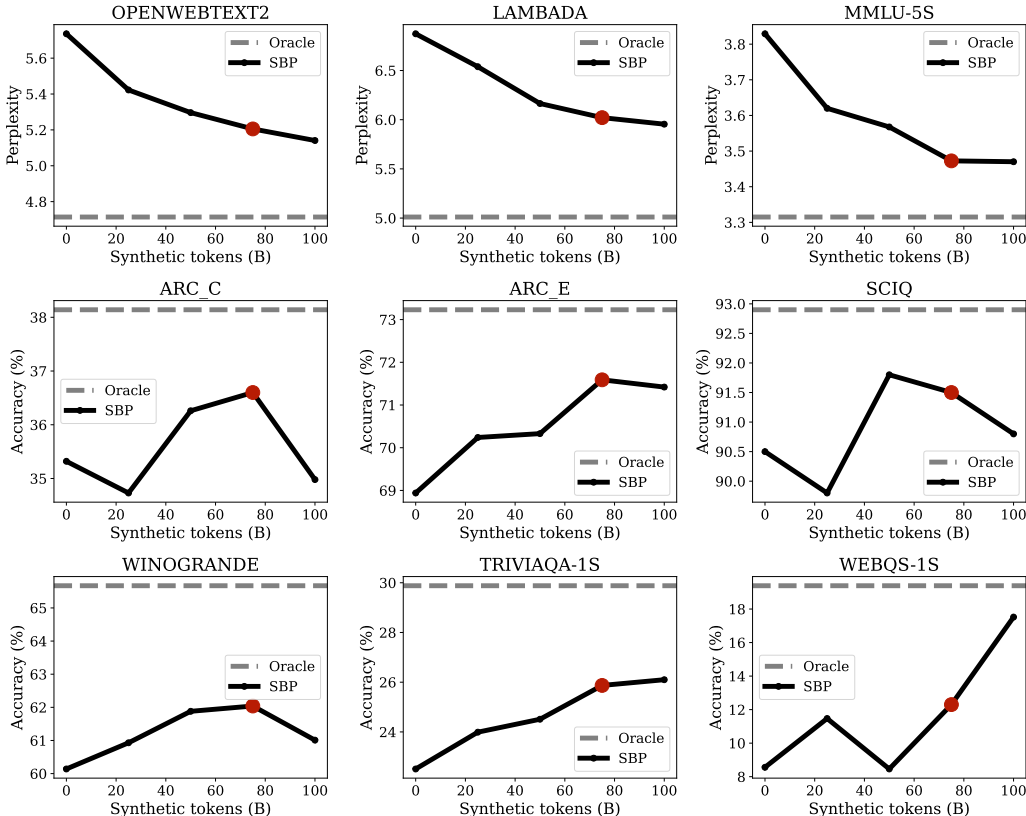 OPENWEBTEXT2
Perplexity
5.6
5.4
5.2
5.0
4.8
Oracle
SBP
0 20 40 60 80 100
Synthetic tokens (B)
LAMBADA
Perplexity
6.5
6.0
5.5
5.0
Oracle
SBP
0 20 40 60 80 100
Synthetic tokens (B)
MMLU-5S
Perplexity
3.8
3.7
3.6
3.5
3.4
3.3
Oracle
SBP
0 20 40 60 80 100
Synthetic tokens (B)
ARC_C
Accuracy (%)
38
37
36
35
Oracle
SBP
0 20 40 60 80 100
Synthetic tokens (B)
ARC_E
Accuracy (%)
73
72
71
70
69
Oracle
SBP
0 20 40 60 80 100
Synthetic tokens (B)
SCIQ
Accuracy (%)
93.0
92.5
92.0
91.5
91.0
90.5
90.0
Oracle
SBP
0 20 40 60 80 100
Synthetic tokens (B)
WINOGRANDE
Accuracy (%)
65
64
63
62
61
60
Oracle
SBP
0 20 40 60 80 100
Synthetic tokens (B)
TRIVIAQA-1S
Accuracy (%)
30
28
26
24
Oracle
SBP
0 20 40 60 80 100
Synthetic tokens (B)
WEBQS-1S
Accuracy (%)
18
16
14
12
10
8
Oracle
SBP
0 20 40 60 80 100
Synthetic tokens (B)